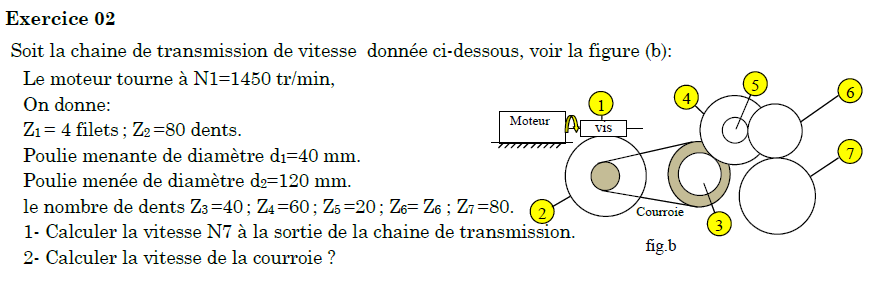 Exercice 02
Soit la chaine de transmission de vitesse donnée ci-dessous, voir la figure (b):
Le moteur tourne à N1=1450 tr/min,
On donne:
Z1= 4 filets ; Z2=80 dents.
Poulie menante de diamètre d1=40 mm.
Poulie menée de diamètre d2=120 mm.
le nombre de dents Z3=40 ; Z4=60 ; Z5=20 ; Z6= Z6 ; Z7=80.
1- Calculer la vitesse N7 à la sortie de la chaine de transmission.
2- Calculer la vitesse de la courroie ?
Moteur
1
vis
4
5
6
7
2
Courroie
3
fig.b